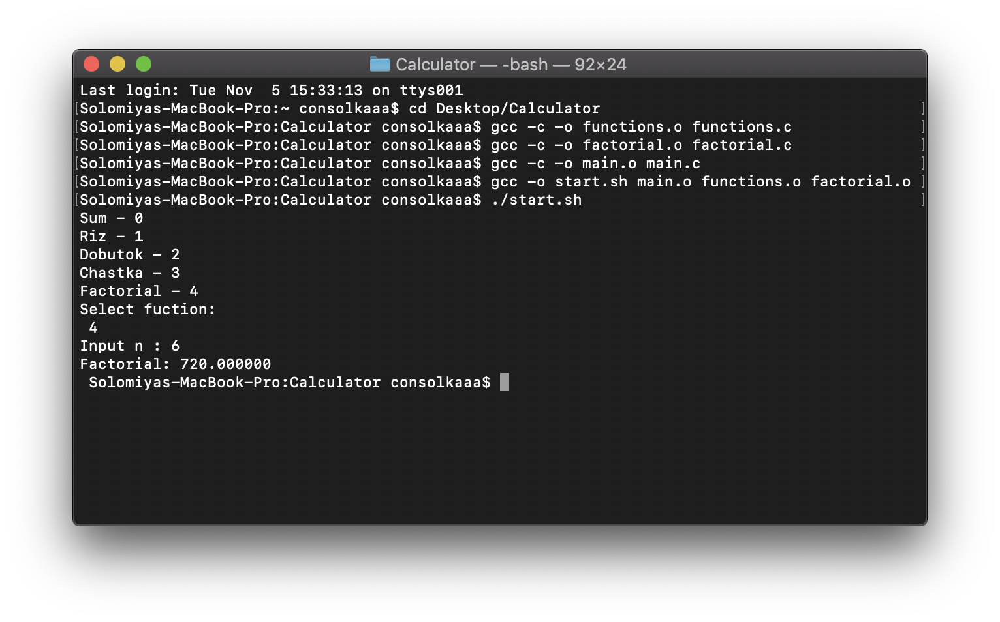 Calculator — -bash — 92×24
Last login: Tue Nov  5 15:33:13 on ttys001
[Solomiyas-MacBook-Pro:~ consolkaaa$ cd Desktop/Calculator ]
[Solomiyas-MacBook-Pro:Calculator consolkaaa$ gcc -c -o functions.o functions.c ]
[Solomiyas-MacBook-Pro:Calculator consolkaaa$ gcc -c -o factorial.o factorial.c ]
[Solomiyas-MacBook-Pro:Calculator consolkaaa$ gcc -c -o main.o main.c ]
[Solomiyas-MacBook-Pro:Calculator consolkaaa$ gcc -o start.sh main.o functions.o factorial.o ]
[Solomiyas-MacBook-Pro:Calculator consolkaaa$ ./start.sh ]
Sum - 0
Riz - 1
Dobutok - 2
Chastka - 3
Factorial - 4
Select fuction:
 4
Input n : 6
Factorial: 720.000000
 Solomiyas-MacBook-Pro:Calculator consolkaaa$